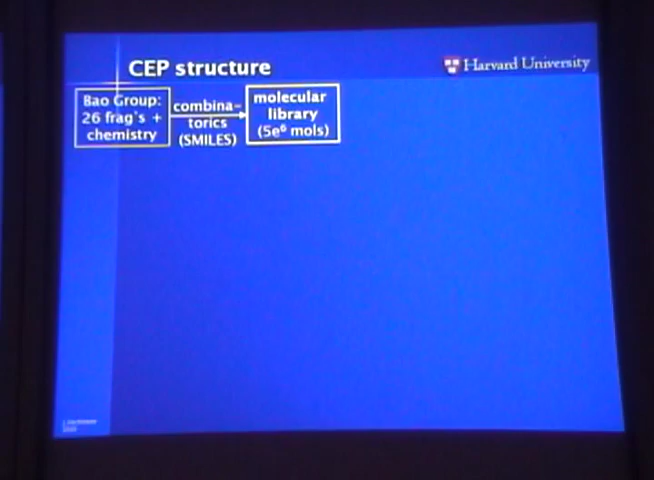 CEP structure
Harvard University
Bao Group:
26 frag's +
chemistry
combina-
torics
(SMILES)
molecular
library
(5e⁶ mols)